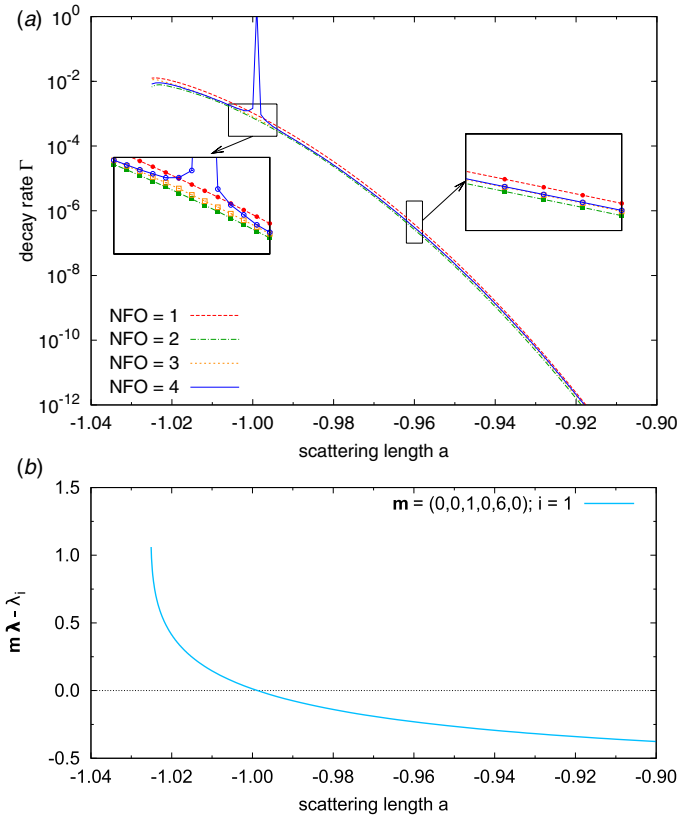 (a)
10^0
10^-2
10^-4
10^-6
10^-8
10^-10
10^-12
decay rate Γ
NFO = 1
NFO = 2
NFO = 3
NFO = 4
-1.04 -1.02 -1.00 -0.98 -0.96 -0.94 -0.92 -0.90
scattering length a
(b)
1.5
1.0
0.5
0.0
-0.5
m λ - λ_i
m = (0,0,1,0,6,0); i = 1
-1.04 -1.02 -1.00 -0.98 -0.96 -0.94 -0.92 -0.90
scattering length a